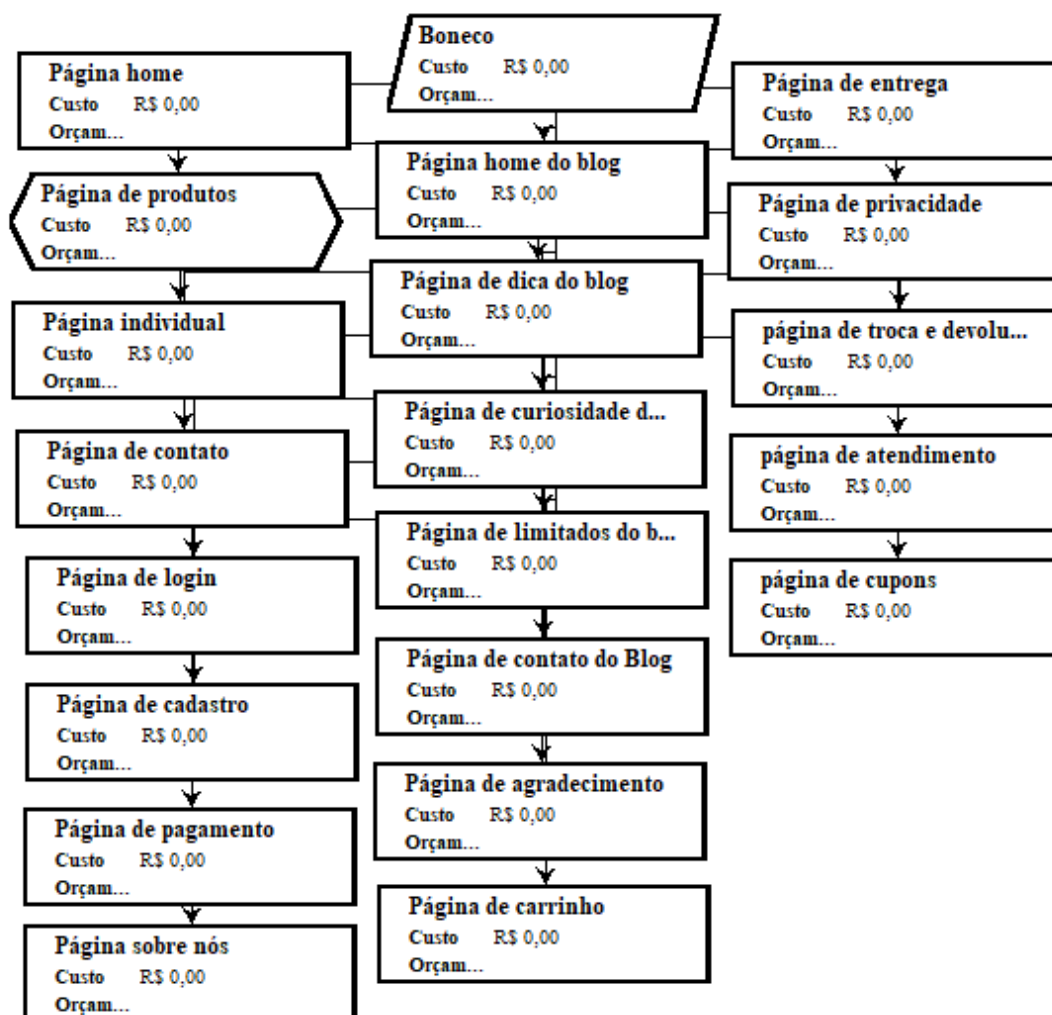 Página home
Custo R$ 0,00
Orçam...
Página de produtos
Custo R$ 0,00
Orçam...
Página individual
Custo R$ 0,00
Orçam...
Página de contato
Custo R$ 0,00
Orçam...
Página de login
Custo R$ 0,00
Orçam...
Página de cadastro
Custo R$ 0,00
Orçam...
Página de pagamento
Custo R$ 0,00
Orçam...
Página sobre nós
Custo R$ 0,00
Orçam...
Boneco
Custo R$ 0,00
Orçam...
Página home do blog
Custo R$ 0,00
Orçam...
Página de dica do blog
Custo R$ 0,00
Orçam...
Página de curiosidade d...
Custo R$ 0,00
Orçam...
Página de limitados do b...
Custo R$ 0,00
Orçam...
Página de contato do Blog
Custo R$ 0,00
Orçam...
Página de agradecimento
Custo R$ 0,00
Orçam...
Página de carrinho
Custo R$ 0,00
Orçam...
Página de entrega
Custo R$ 0,00
Orçam...
Página de privacidade
Custo R$ 0,00
Orçam...
página de troca e devolu...
Custo R$ 0,00
Orçam...
página de atendimento
Custo R$ 0,00
Orçam...
página de cupons
Custo R$ 0,00
Orçam...